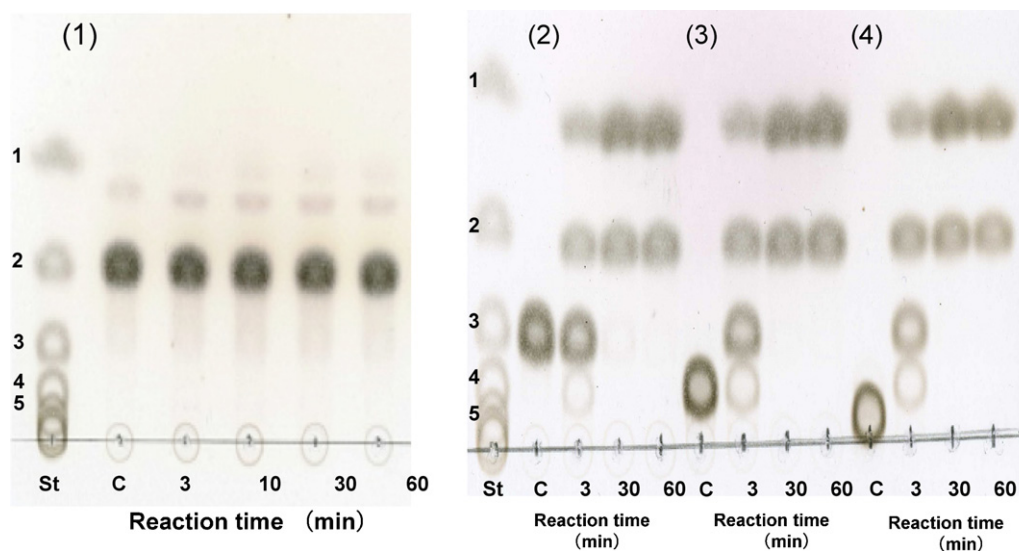 (1)
1
2
3
4
5
St C 3 10 30 60
Reaction time (min)
(2) (3) (4)
1
2
3
4
5
St C 3 30 60 C 3 30 60 C 3 30 60
Reaction time Reaction time Reaction time
(min) (min) (min)